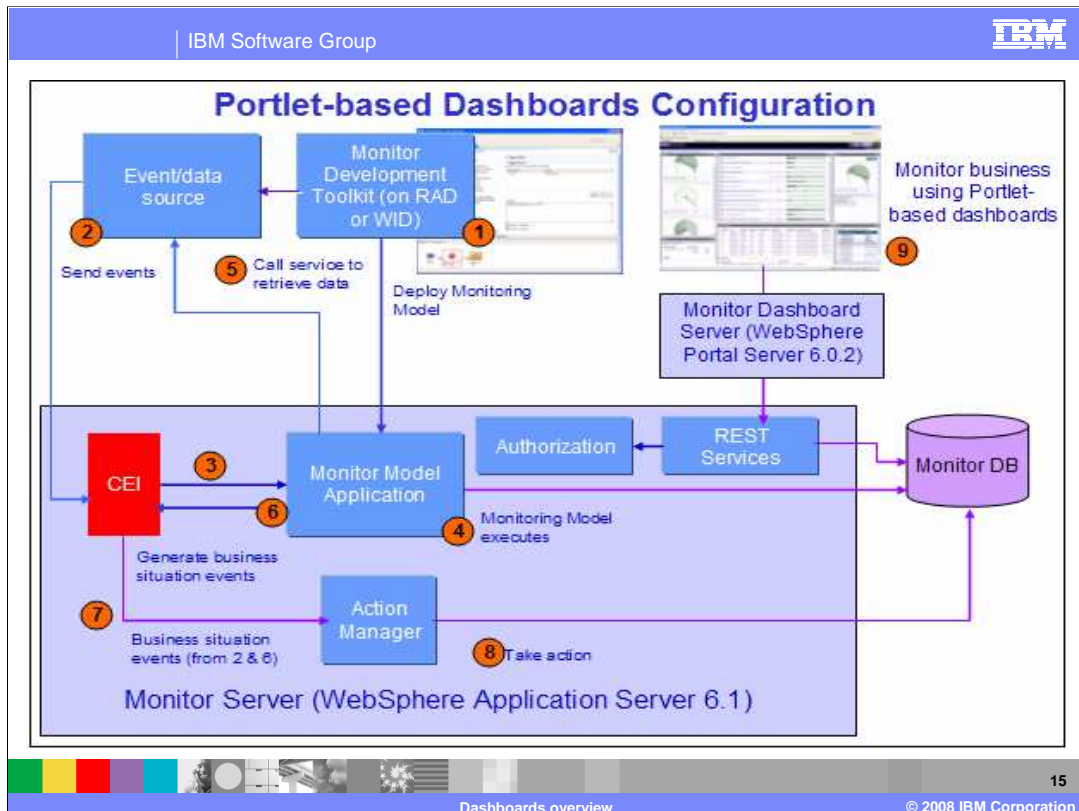 IBM Software Group
IBM
Portlet-based Dashboards Configuration
Event/data
source
2
Monitor
Development
Toolkit (on RAD
or WID)
1
Monitor business
using Portlet-
based dashboards
9
Send events
5
Call service to
retrieve data
Deploy Monitoring
Model
Monitor Dashboard
Server (WebSphere
Portal Server 6.0.2)
CEI
3
6
Monitor Model
Application
4
Authorization
REST
Services
Monitor DB
Monitoring Model
executes
Generate business
situation events
7
Business situation
events (from 2 & 6)
Action
Manager
8
Take action
Monitor Server (WebSphere Application Server 6.1)
15
Dashboards overview
© 2008 IBM Corporation